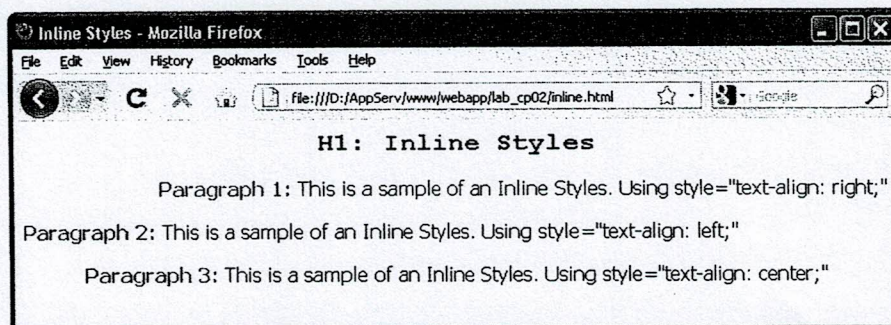 Inline Styles - Mozilla Firefox
File Edit View History Bookmarks Tools Help
file:///D:/AppServ/www/webapp/lab_cp02/inline.html
Google
H1: Inline Styles
Paragraph 1: This is a sample of an Inline Styles. Using style="text-align: right;"
Paragraph 2: This is a sample of an Inline Styles. Using style="text-align: left;"
Paragraph 3: This is a sample of an Inline Styles. Using style="text-align: center;"